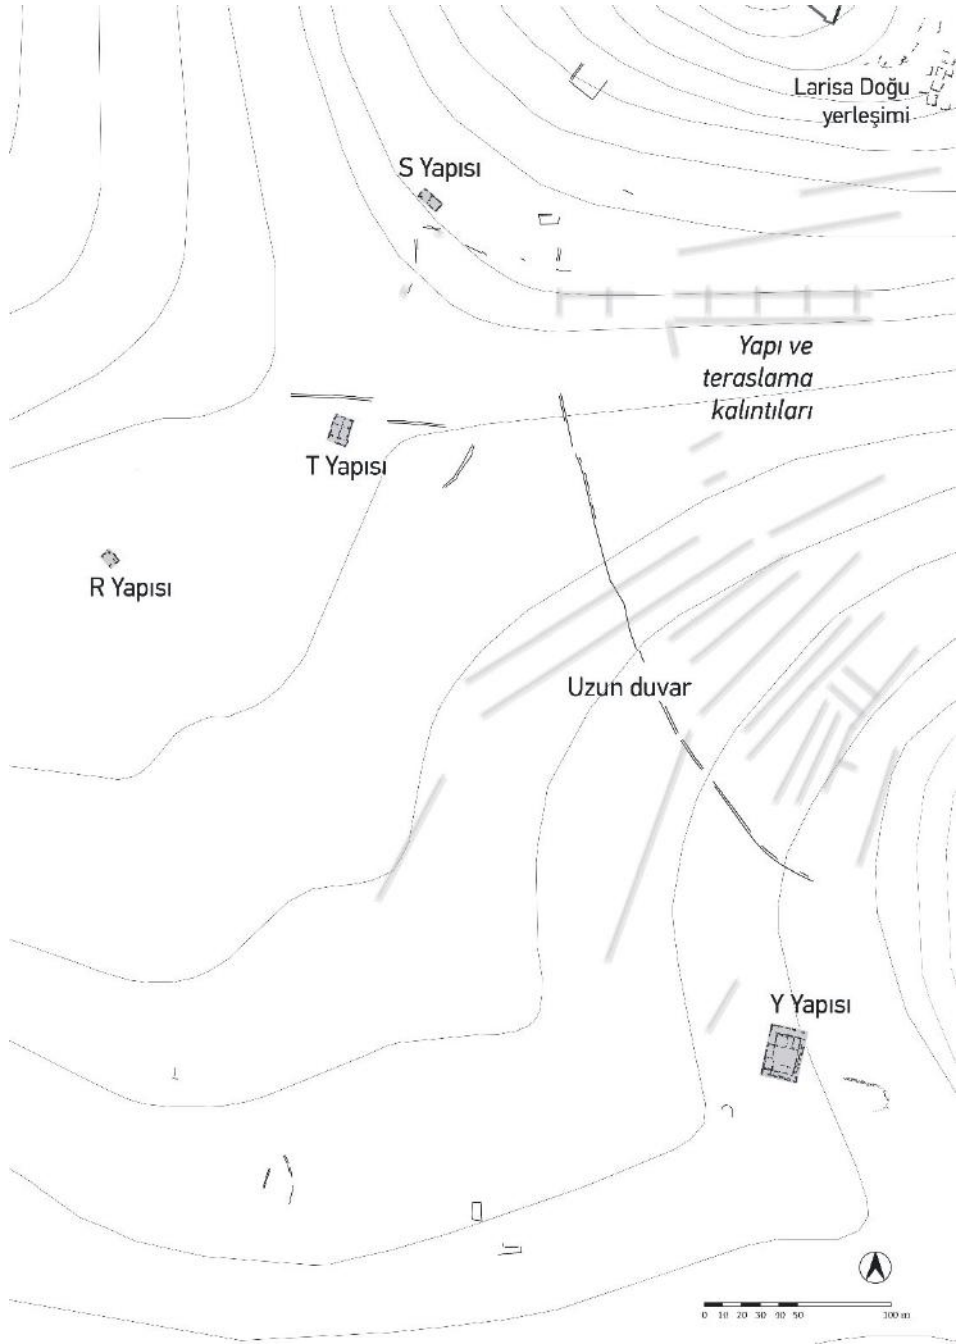 Larisa Doğu
yerleşimi
S Yapısı
Yapı ve
teraslama
kalıntıları
T Yapısı
R Yapısı
Uzun duvar
Y Yapısı
0 10 20 30 40 50 100 m